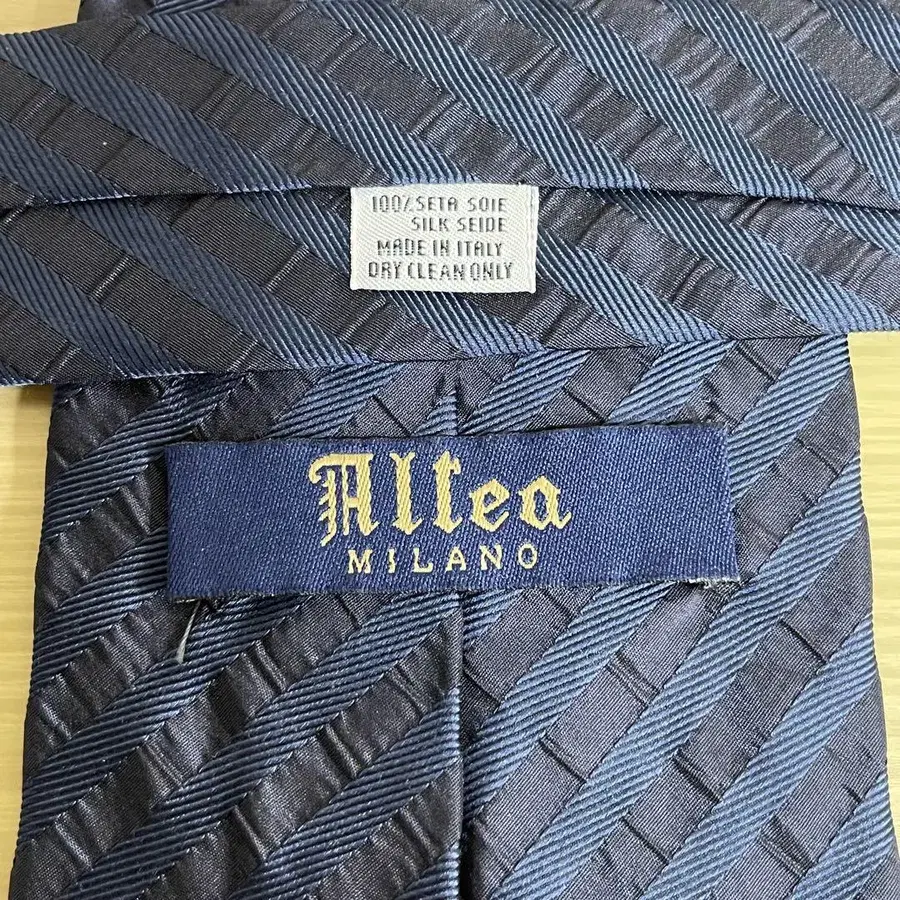 100% SETA SOIE
SILK SEIDE
MADE IN ITALY
DRY CLEAN ONLY
Altea
MILANO